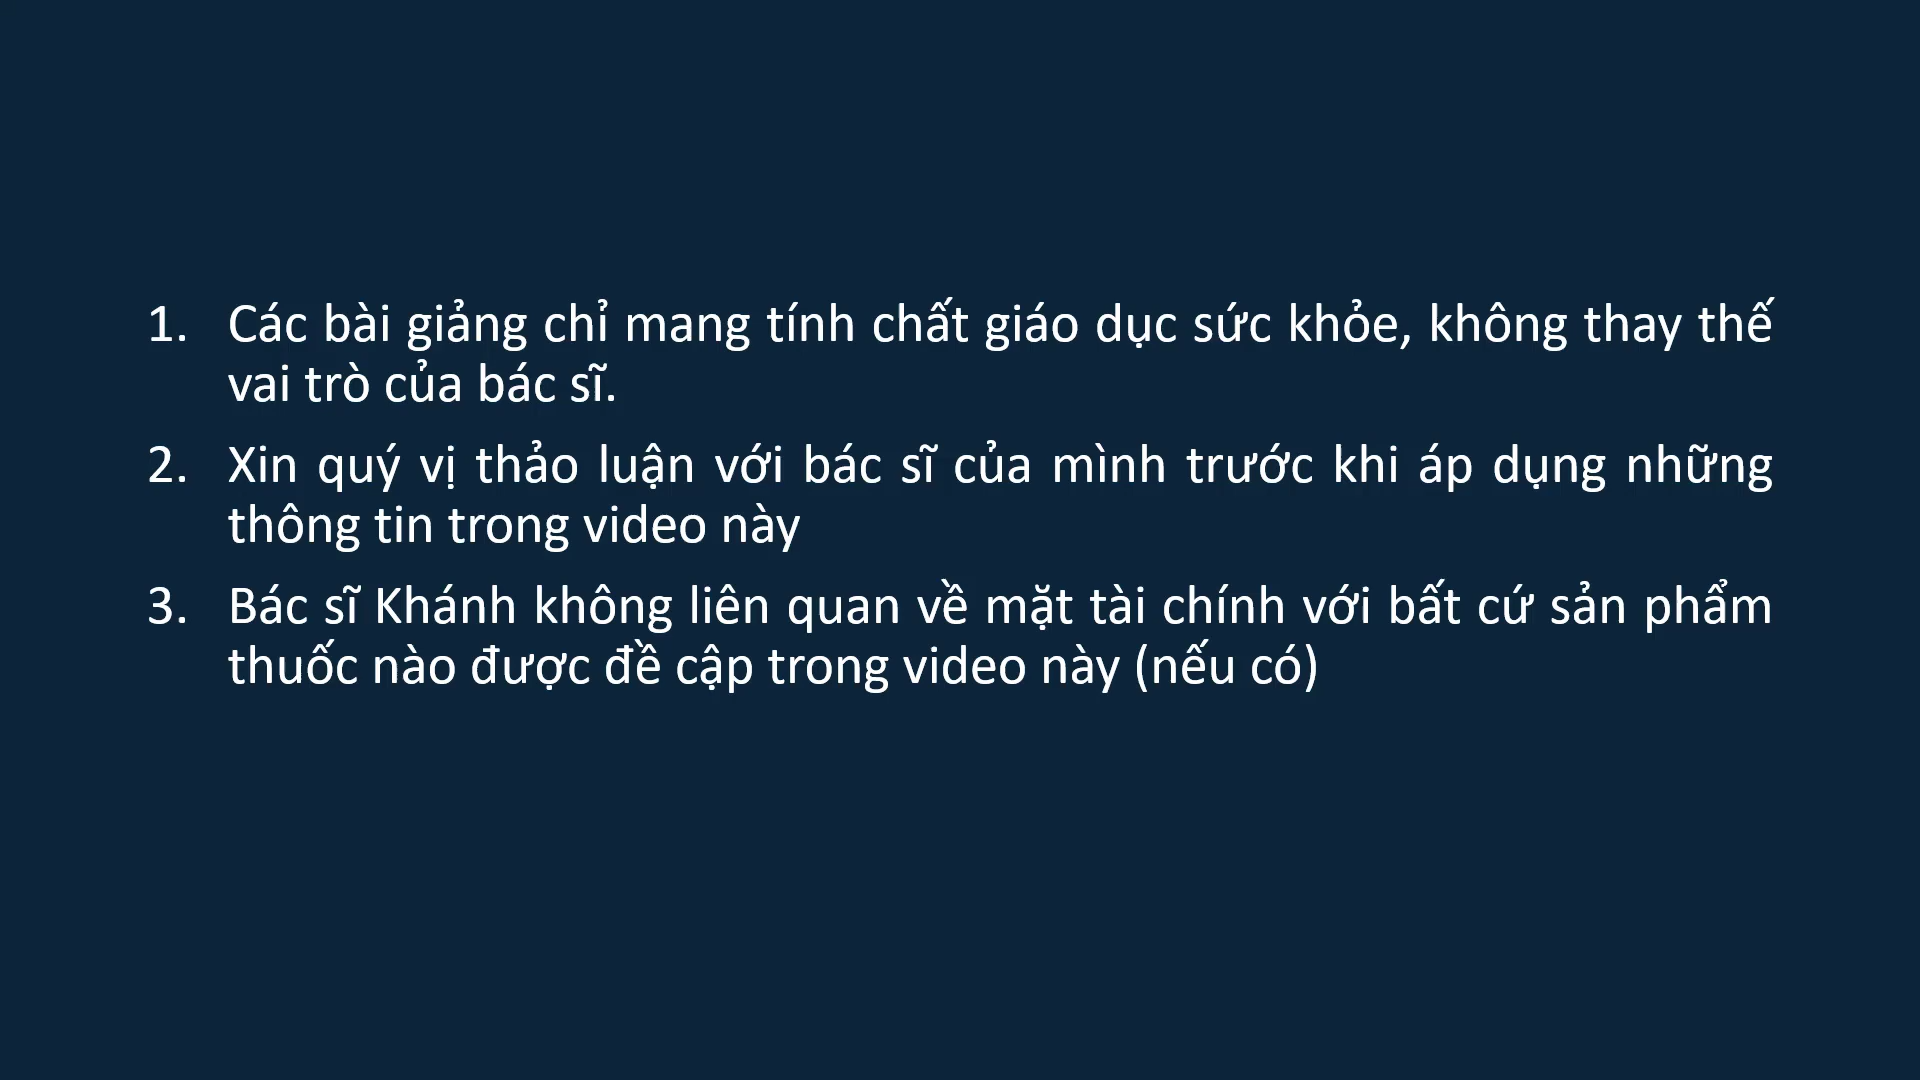 1. Các bài giảng chỉ mang tính chất giáo dục sức khỏe, không thay thế
vai trò của bác sĩ.
2. Xin quý vị thảo luận với bác sĩ của mình trước khi áp dụng những
thông tin trong video này
3. Bác sĩ Khánh không liên quan về mặt tài chính với bất cứ sản phẩm
thuốc nào được đề cập trong video này (nếu có)